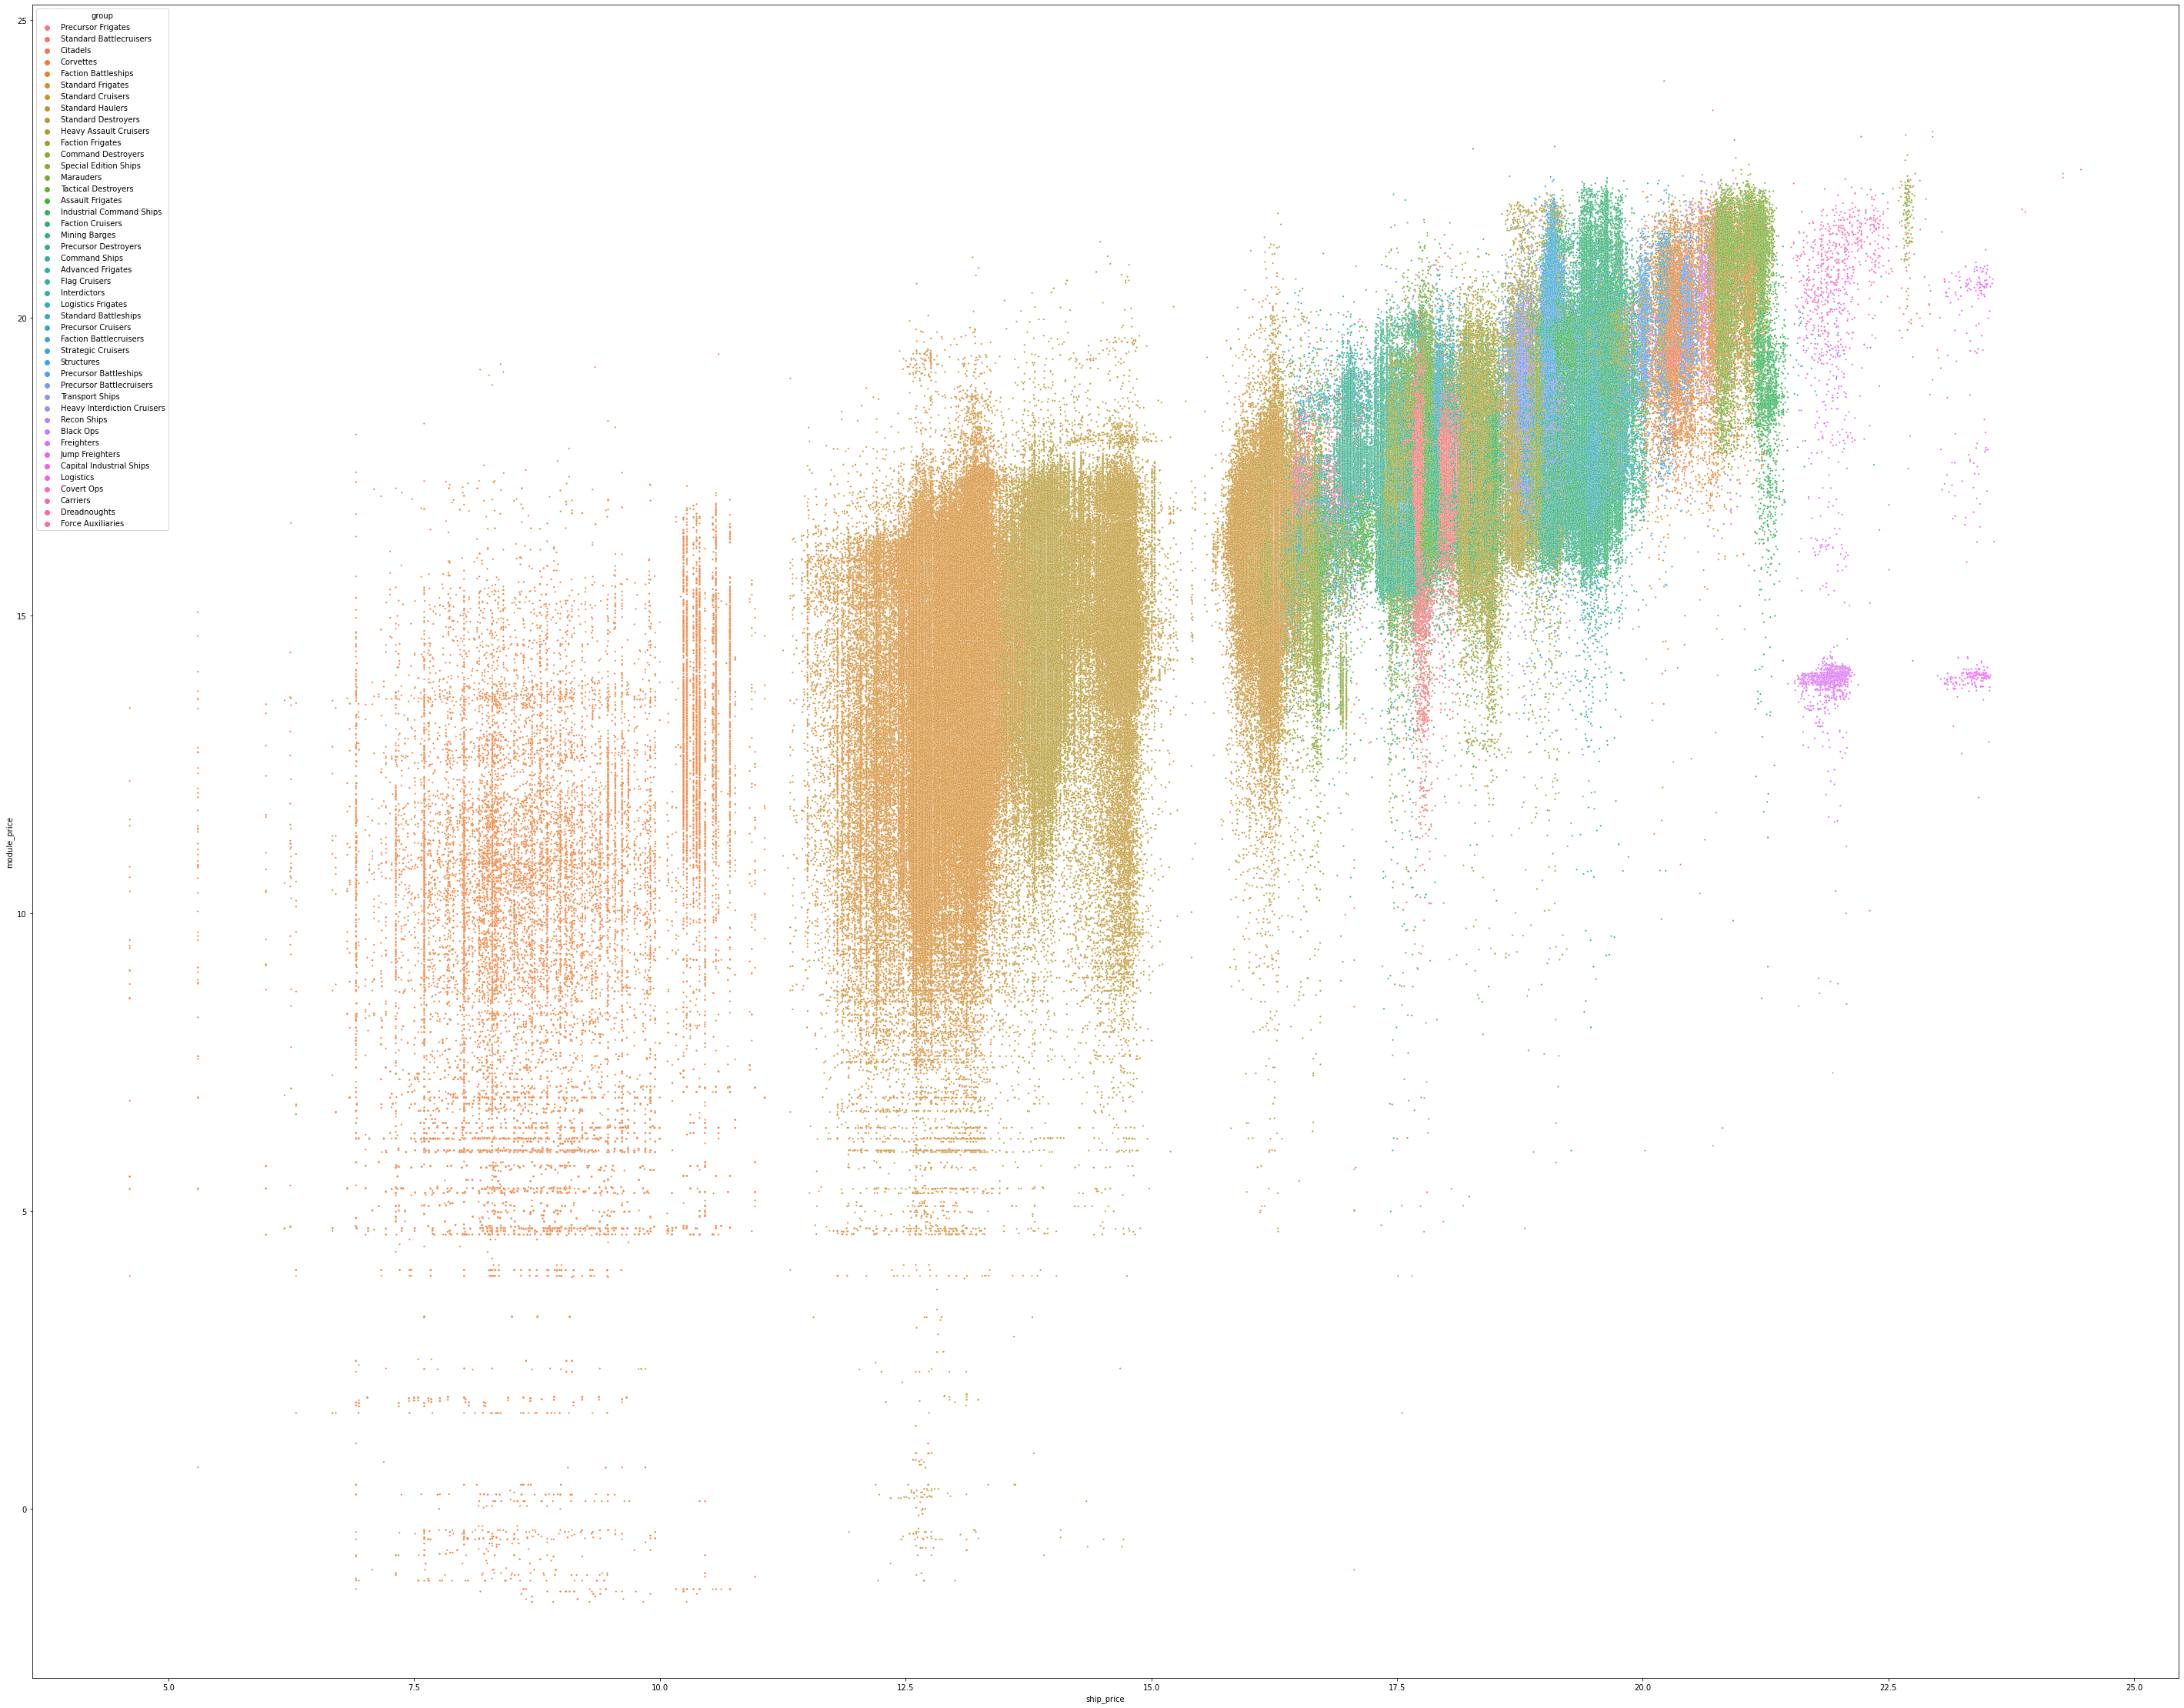 group
Precursor Frigates
Standard Battlecruisers
Citadels
Corvettes
Faction Battleships
Standard Frigates
Standard Cruisers
Standard Haulers
Standard Destroyers
Heavy Assault Cruisers
Faction Frigates
Command Destroyers
Special Edition Ships
Marauders
Tactical Destroyers
Assault Frigates
Industrial Command Ships
Faction Cruisers
Mining Barges
Precursor Destroyers
Command Ships
Advanced Frigates
Flag Cruisers
Interdictors
Logistics Frigates
Standard Battleships
Precursor Cruisers
Faction Battlecruisers
Strategic Cruisers
Structures
Precursor Battleships
Precursor Battlecruisers
Transport Ships
Heavy Interdiction Cruisers
Recon Ships
Black Ops
Freighters
Jump Freighters
Capital Industrial Ships
Logistics
Covert Ops
Carriers
Dreadnoughts
Force Auxiliaries
25
20
15
10
5
0
module_price
5.0 7.5 10.0 12.5 15.0 17.5 20.0 22.5 25.0
ship_price